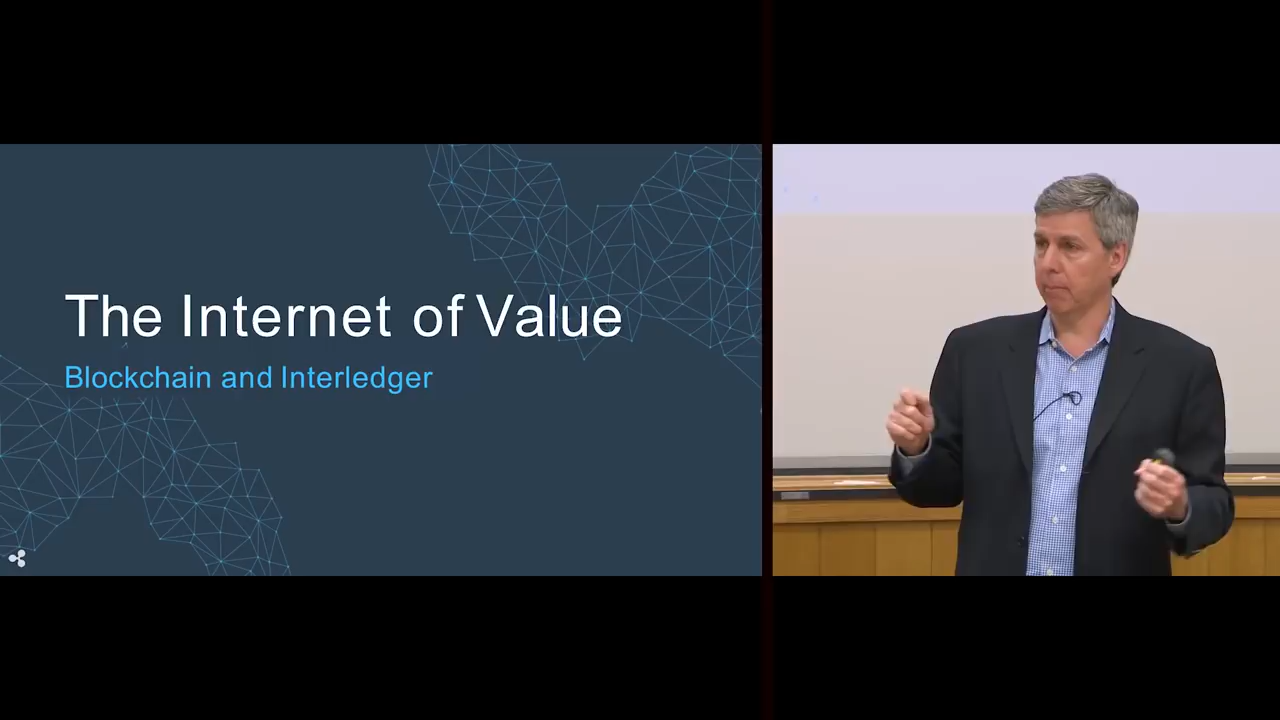 The Internet of Value
Blockchain and Interledger